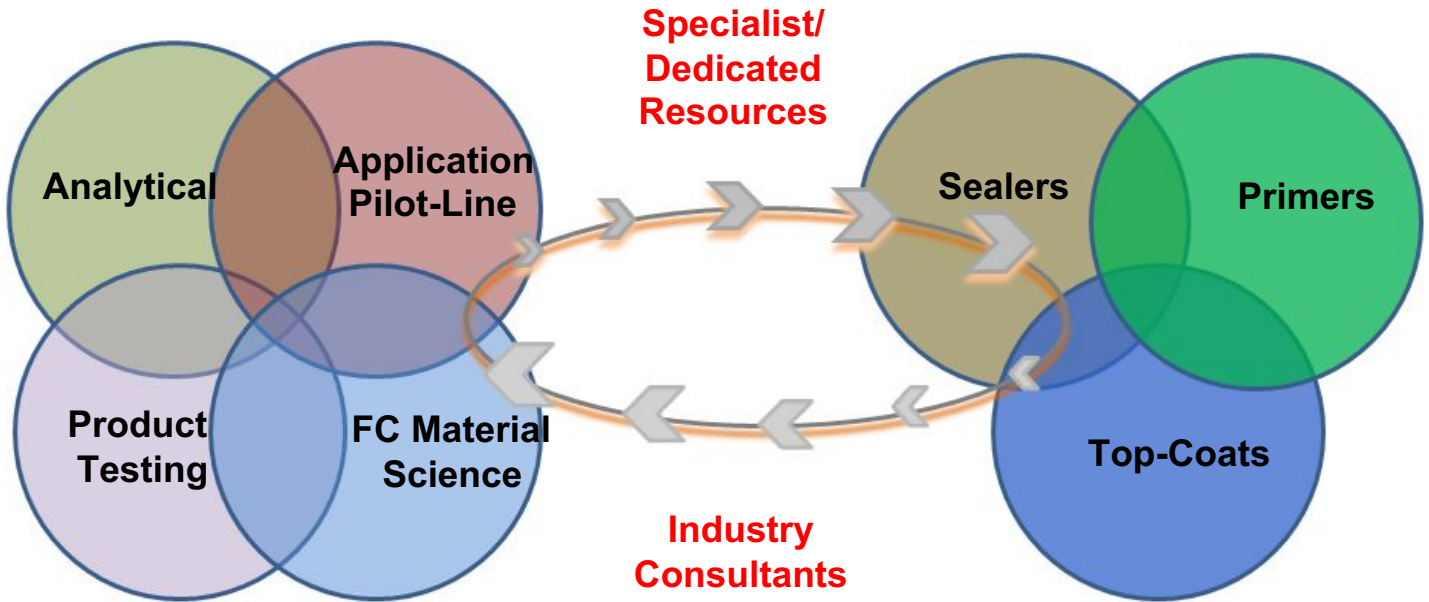 Specialist/
Dedicated
Resources
Analytical
Application
Pilot-Line
Sealers
Primers
Product
Testing
FC Material
Science
Top-Coats
Industry
Consultants